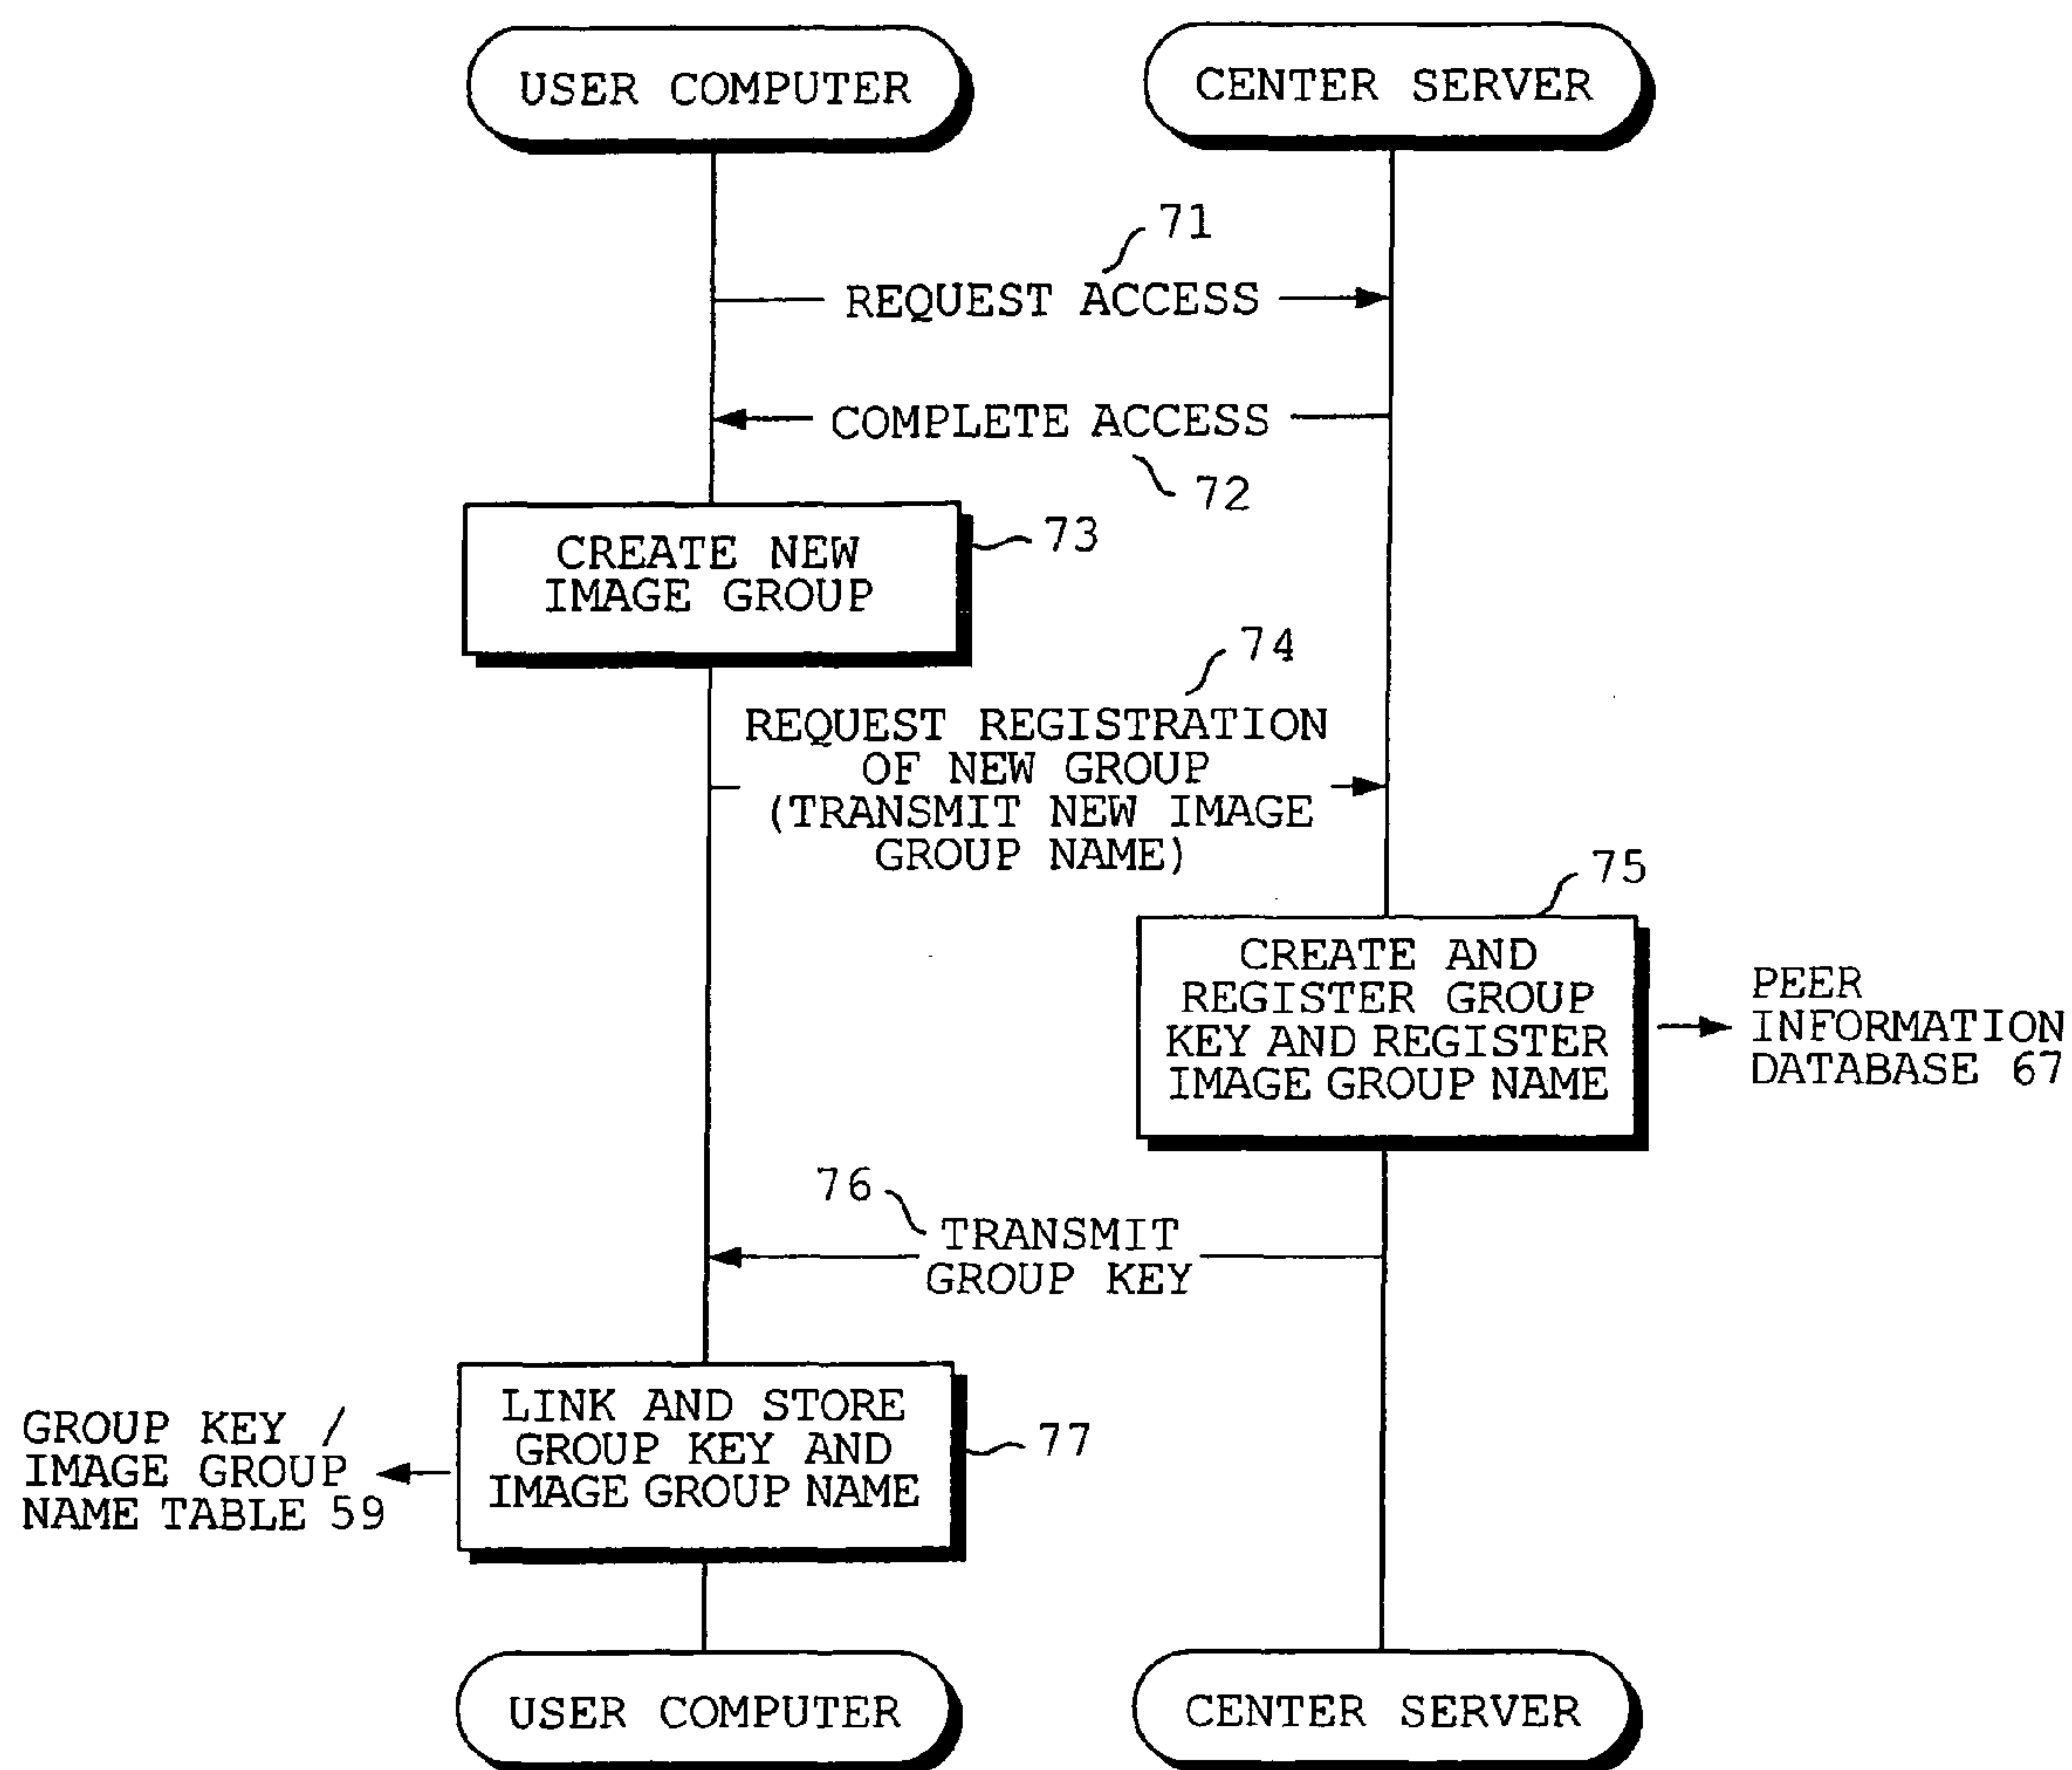 USER COMPUTER
CENTER SERVER
71
REQUEST ACCESS
COMPLETE ACCESS
72
CREATE NEW
IMAGE GROUP
73
74
REQUEST REGISTRATION
OF NEW GROUP
(TRANSMIT NEW IMAGE
GROUP NAME)
75
CREATE AND
REGISTER GROUP
KEY AND REGISTER
IMAGE GROUP NAME
PEER
INFORMATION
DATABASE 67
76
TRANSMIT
GROUP KEY
LINK AND STORE
GROUP KEY AND
IMAGE GROUP NAME
77
GROUP KEY /
IMAGE GROUP
NAME TABLE 59
USER COMPUTER
CENTER SERVER